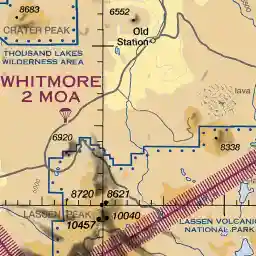 8683
6552
CRATER PEAK
Old
Station
THOUSAND LAKES
WILDERNESS AREA
WHITMORE
2 MOA
lava
6920
8338
8720
8621
LASSEN PEAK
10040
10457
LASSEN VOLCANIC
NATIONAL PARK